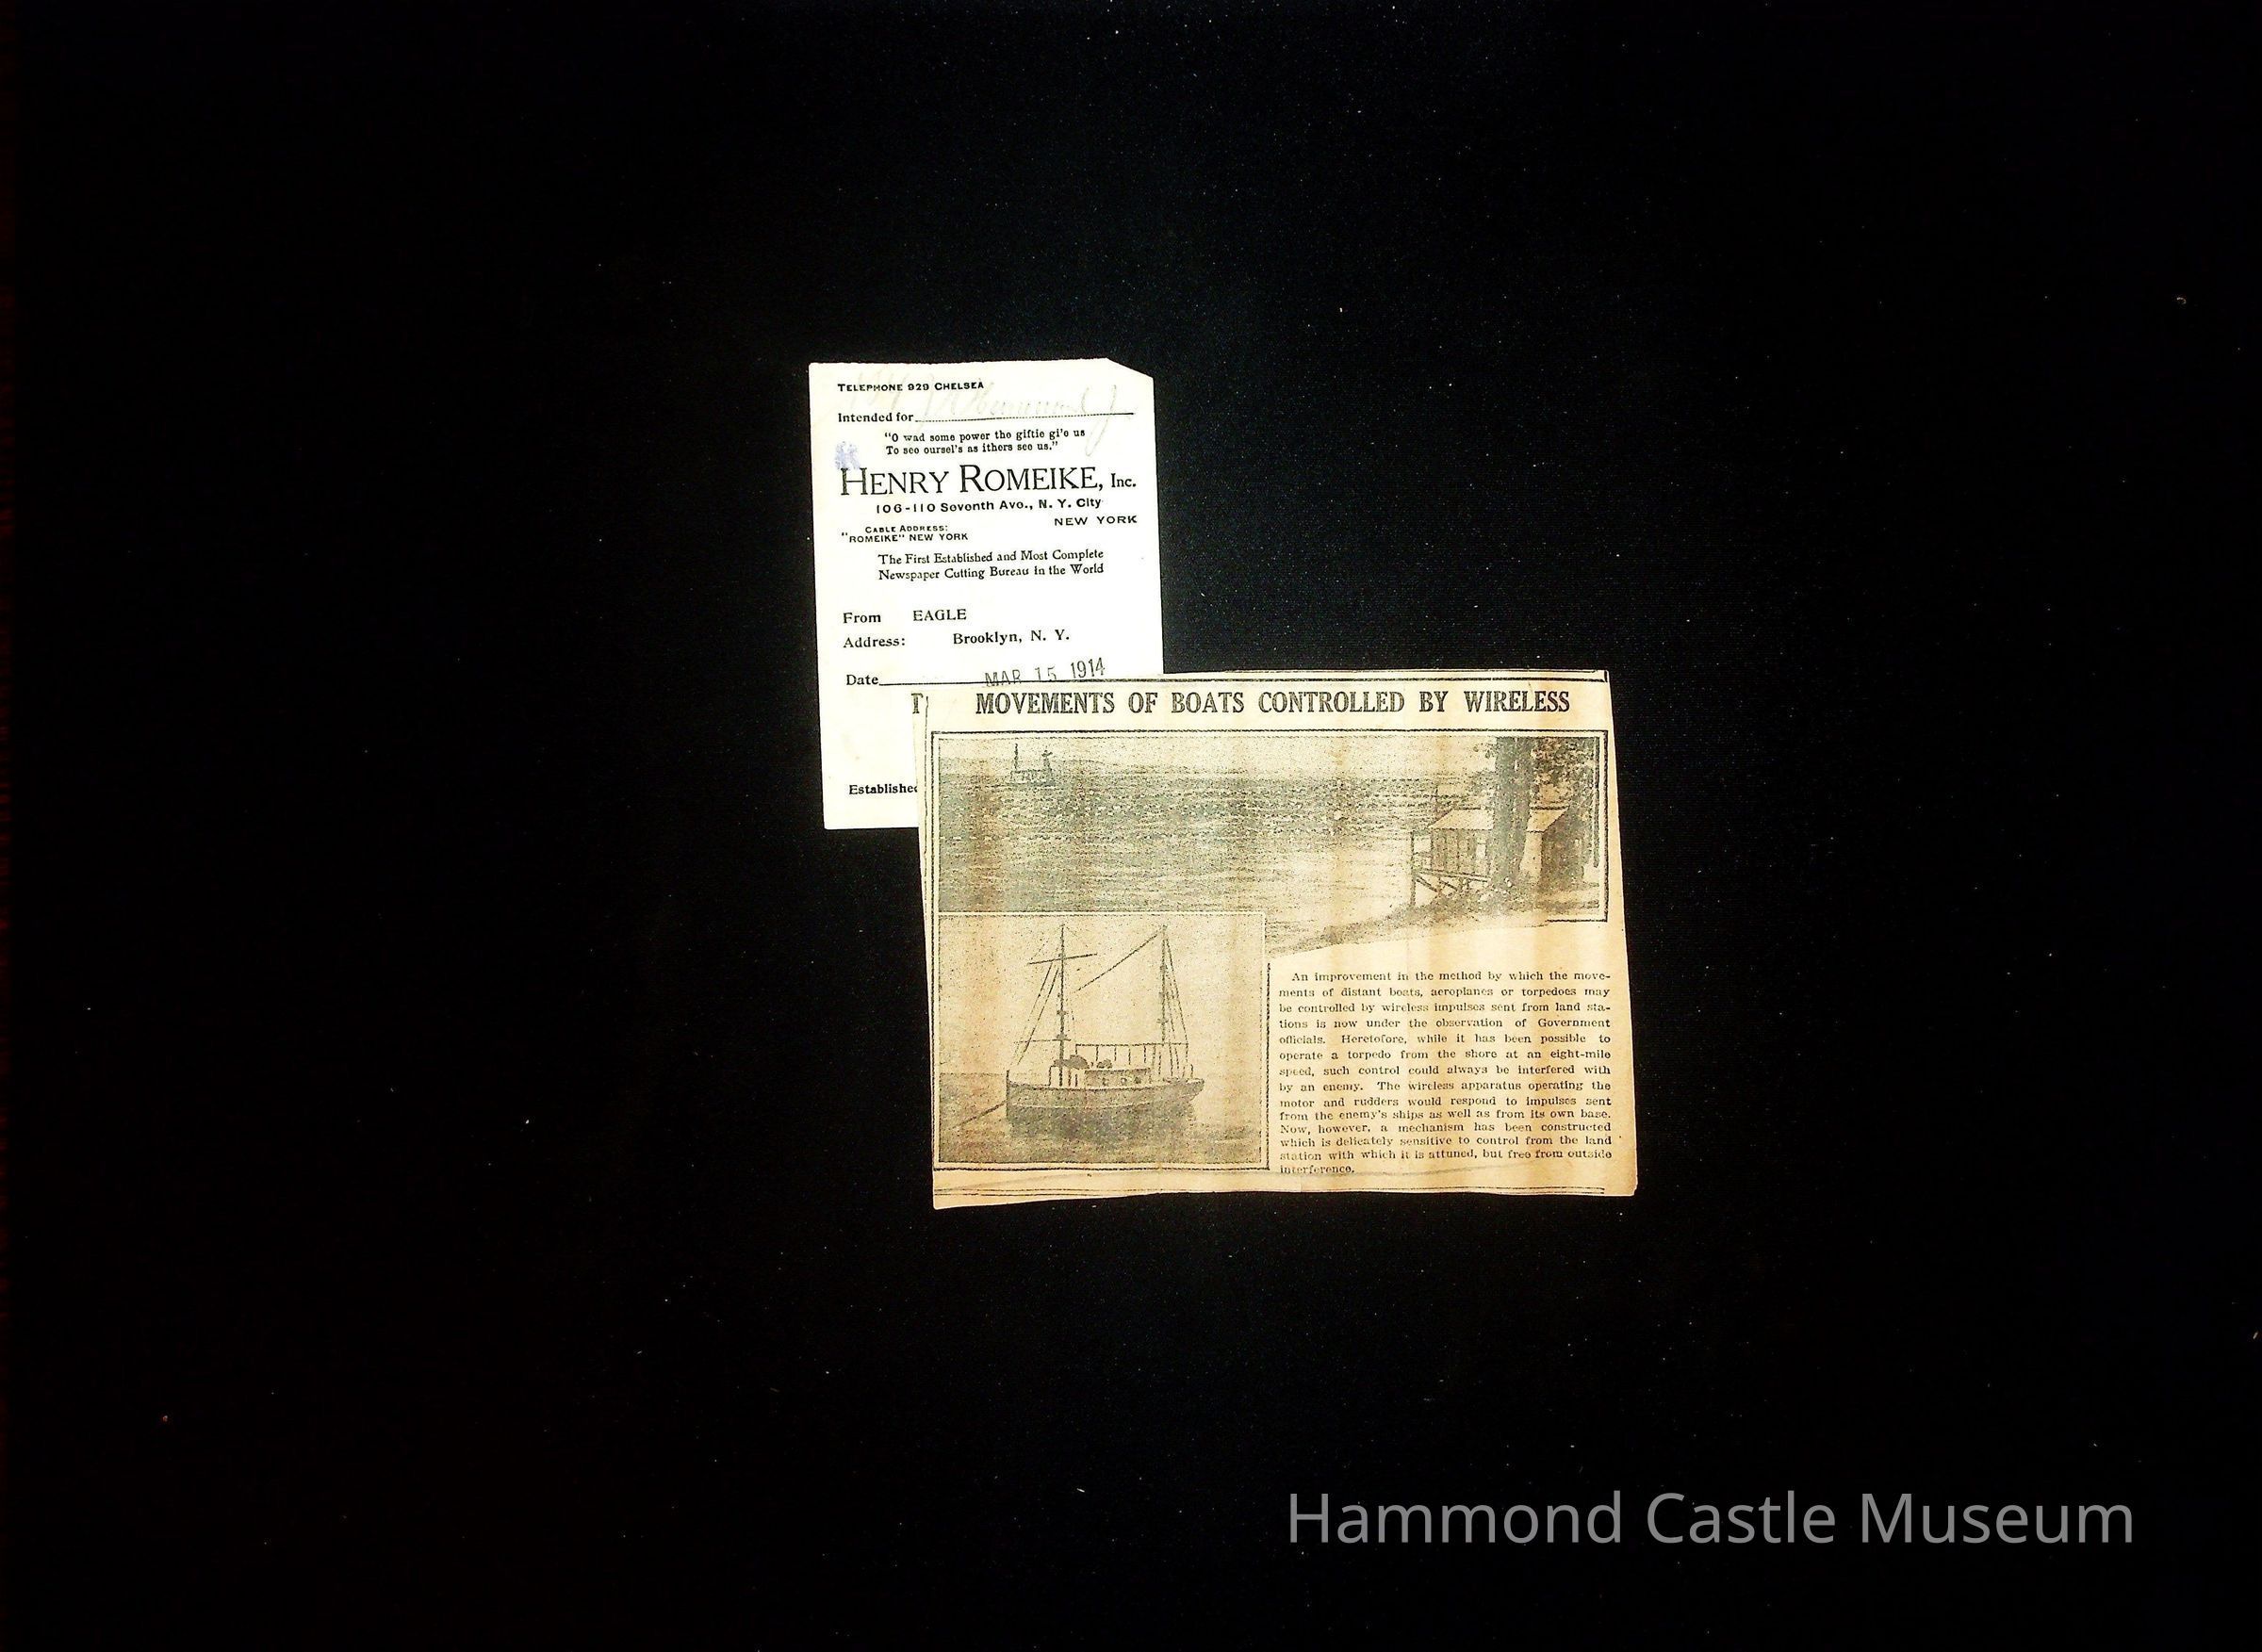 TELEPHONE 929 CHELSEA
Intended for
"O wad some power the giftie gi'e us
To see oursel's as ithers see us."
HENRY ROMEIKE, Inc.
106-110 Seventh Ave., N. Y. City
NEW YORK
CABLE ADDRESS:
"ROMEIKE" NEW YORK
The First Established and Most Complete
Newspaper Cutting Bureau in the World
From EAGLE
Address: Brooklyn, N. Y.
Date MAR 15 1914
Established
MOVEMENTS OF BOATS CONTROLLED BY WIRELESS
An improvement in the method by which the move-
ments of distant boats, aeroplanes or torpedoes may
be controlled by wireless impulses sent from land sta-
tions is now under the observation of Government
officials. Heretofore, while it has been possible to
operate a torpedo from the shore at an eight-mile
speed, such control could always be interfered with
by an enemy. The wireless apparatus operating the
motor and rudders would respond to impulses sent
from the enemy's ships as well as from its own base.
Now, however, a mechanism has been constructed
which is delicately sensitive to control from the land
station with which it is attuned, but free from outside
interference.
Hammond Castle Museum